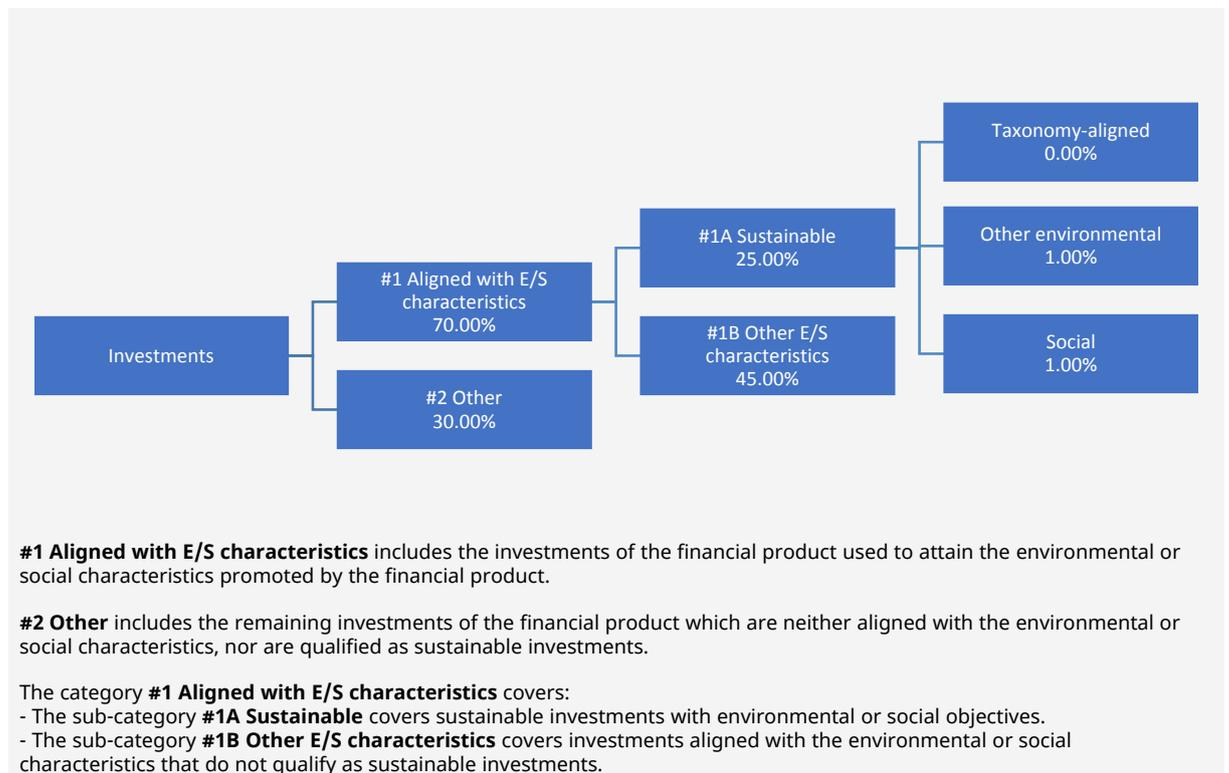 Taxonomy-aligned
0.00%
#1A Sustainable
25.00%
Other environmental
1.00%
#1 Aligned with E/S
characteristics
70.00%
Investments
#1B Other E/S
characteristics
45.00%
Social
1.00%
#2 Other
30.00%
#1 Aligned with E/S characteristics includes the investments of the financial product used to attain the environmental or
social characteristics promoted by the financial product.
#2 Other includes the remaining investments of the financial product which are neither aligned with the environmental or
social characteristics, nor are qualified as sustainable investments.
The category #1 Aligned with E/S characteristics covers:
- The sub-category #1A Sustainable covers sustainable investments with environmental or social objectives.
- The sub-category #1B Other E/S characteristics covers investments aligned with the environmental or social
characteristics that do not qualify as sustainable investments.